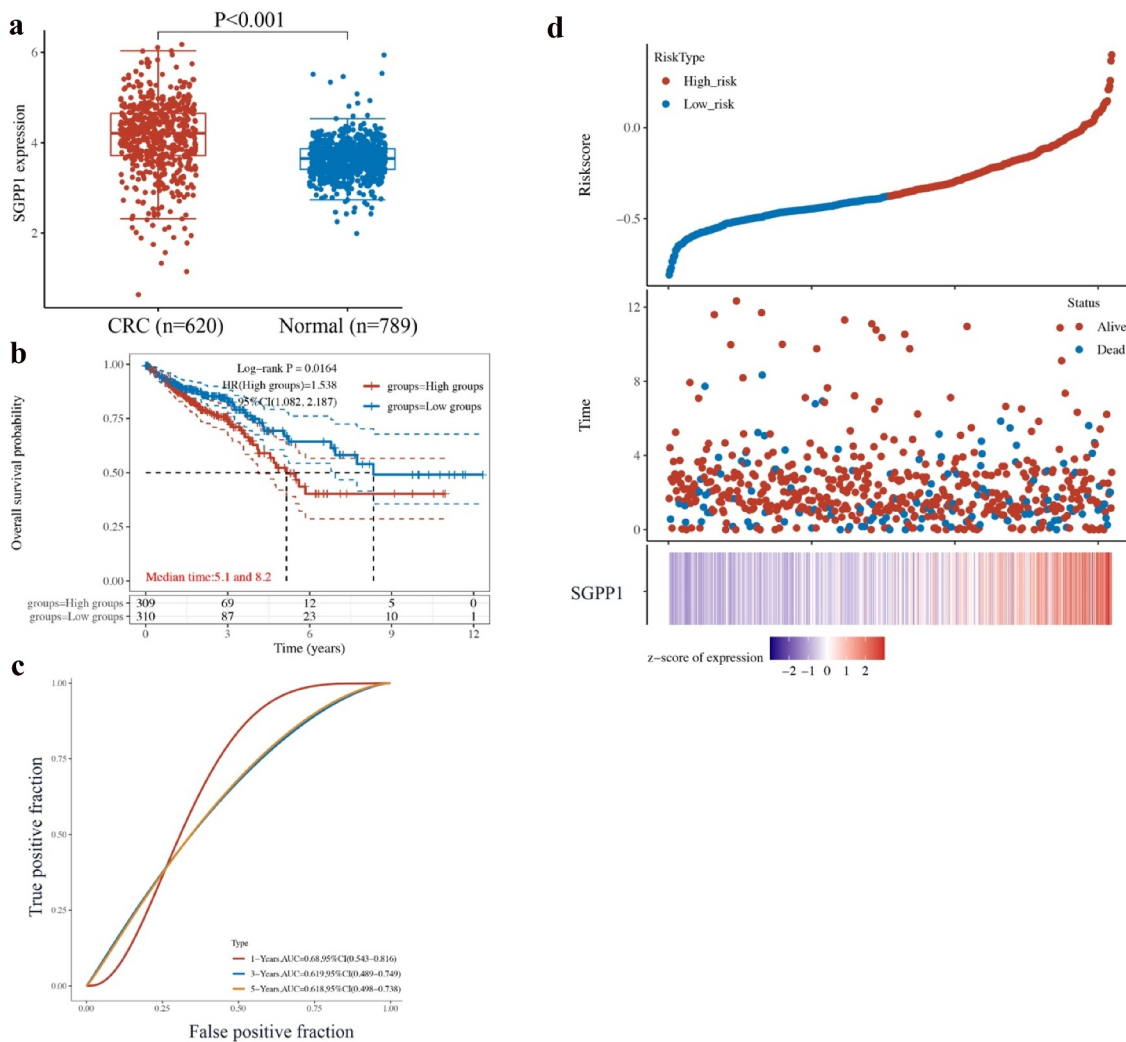 a
P<0.001
SGPP1 expression
6
4
2
CRC (n=620)
Normal (n=789)
b
Overall survival probability
1.00
0.75
0.50
0.25
0.00
Log-rank P = 0.0164
HR(High groups)=1.538
95%CI(1.082, 2.187)
groups=High groups
groups=Low groups
Median time:5.1 and 8.2
groups=High groups 309 69 12 5 0
groups=Low groups 310 87 23 10 1
0 3 6 9 12
Time (years)
c
True positive fraction
1.00
0.75
0.50
0.25
0.00
Type
1-Years,AUC=0.68,95%CI(0.543-0.816)
3-Years,AUC=0.619,95%CI(0.489-0.749)
5-Years,AUC=0.618,95%CI(0.498-0.738)
0.00 0.25 0.50 0.75 1.00
False positive fraction
d
RiskType
High_risk
Low_risk
Riskscore
0.0
-0.5
Time
12
8
4
0
Status
Alive
Dead
SGPP1
z-score of expression
-2 -1 0 1 2